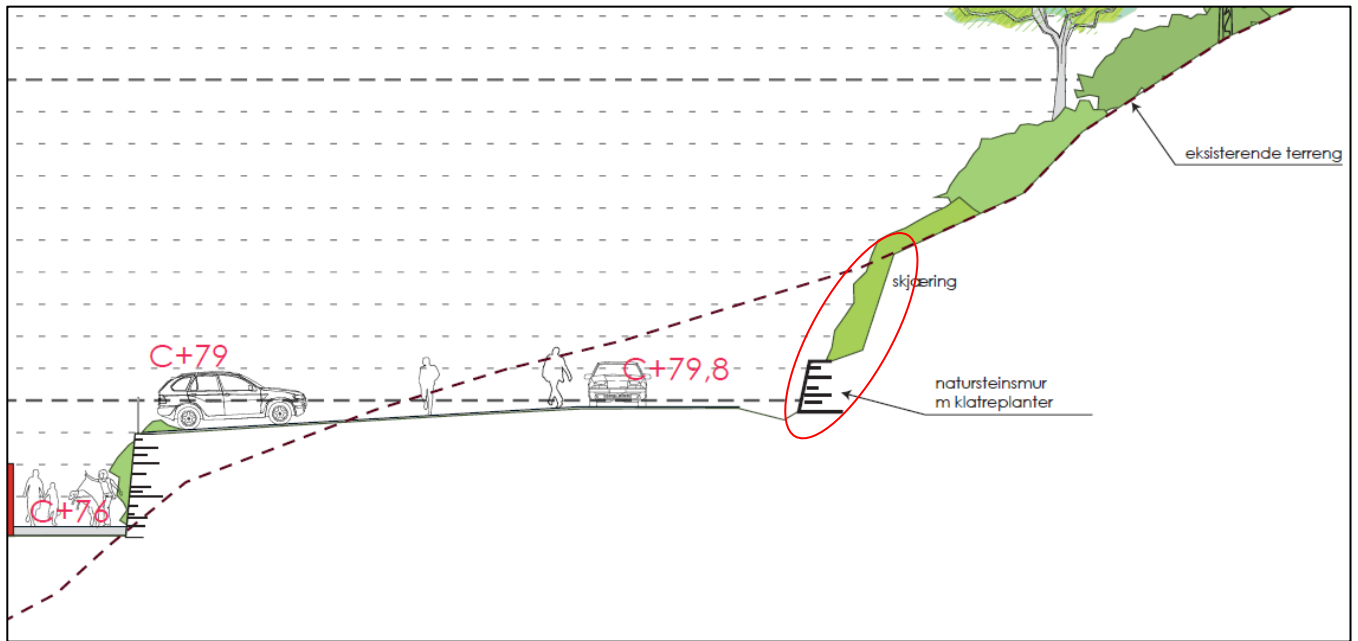 eksisterende terreng
skjæring
C+79
C+79,8
natursteinsmur
m klatreplanter
C+76